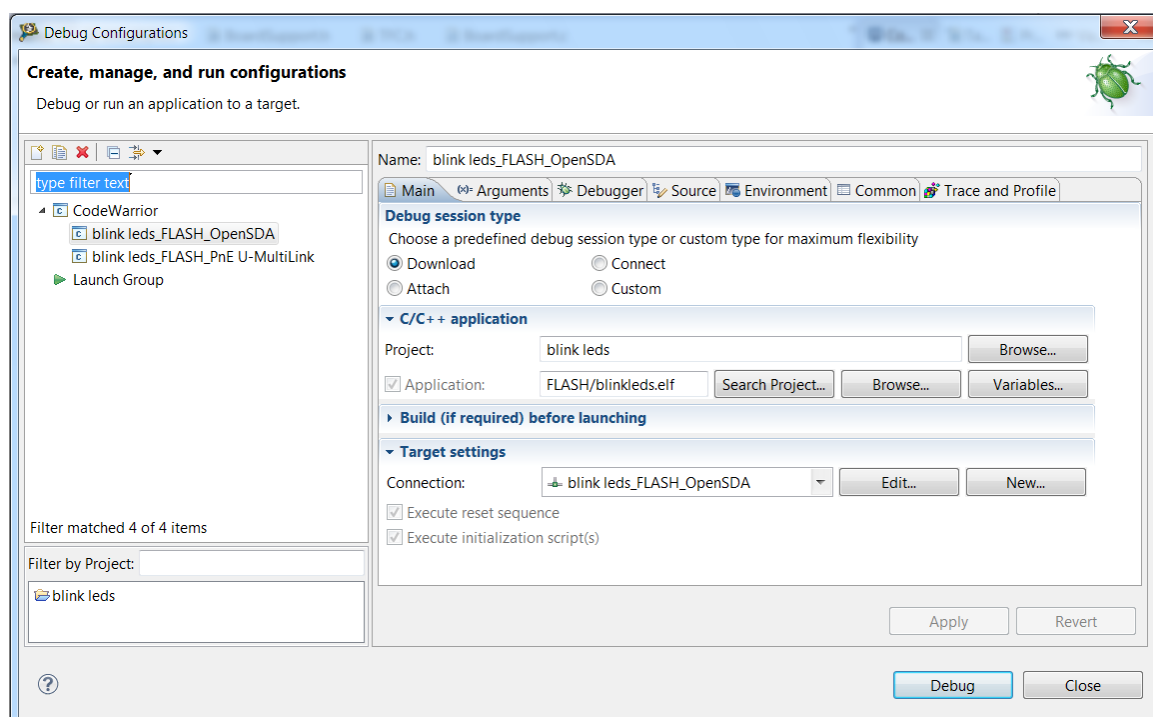 Debug Configurations
Create, manage, and run configurations
Debug or run an application to a target.
type filter text
CodeWarrior
blink leds_FLASH_OpenSDA
blink leds_FLASH_PnE U-MultiLink
Launch Group
Filter matched 4 of 4 items
Filter by Project:
blink leds
Name: blink leds_FLASH_OpenSDA
Main (x)= Arguments Debugger Source Environment Common Trace and Profile
Debug session type
Choose a predefined debug session type or custom type for maximum flexibility
Download Connect
Attach Custom
C/C++ application
Project: blink leds Browse...
Application: FLASH/blinkleds.elf Search Project... Browse... Variables...
Build (if required) before launching
Target settings
Connection: blink leds_FLASH_OpenSDA Edit... New...
Execute reset sequence
Execute initialization script(s)
Apply Revert
Debug Close